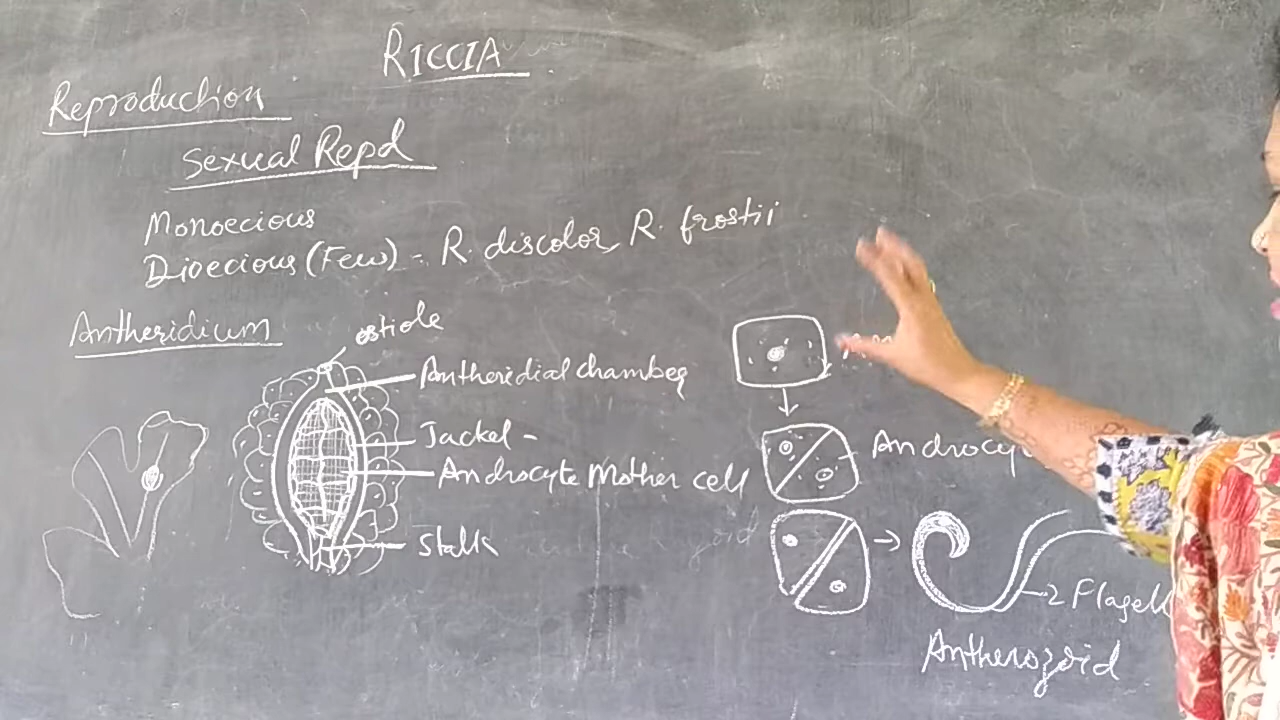 RICCIA
Reproduction
Sexual Repd
Monoecious
Dioecious (Few) - R. discolor, R. frostii
Antheridium
ostiole
Antheridial chamber
Jackel -
Androcyte Mother cell
Stalk
Androcy
2 Flagell
Antherozoid